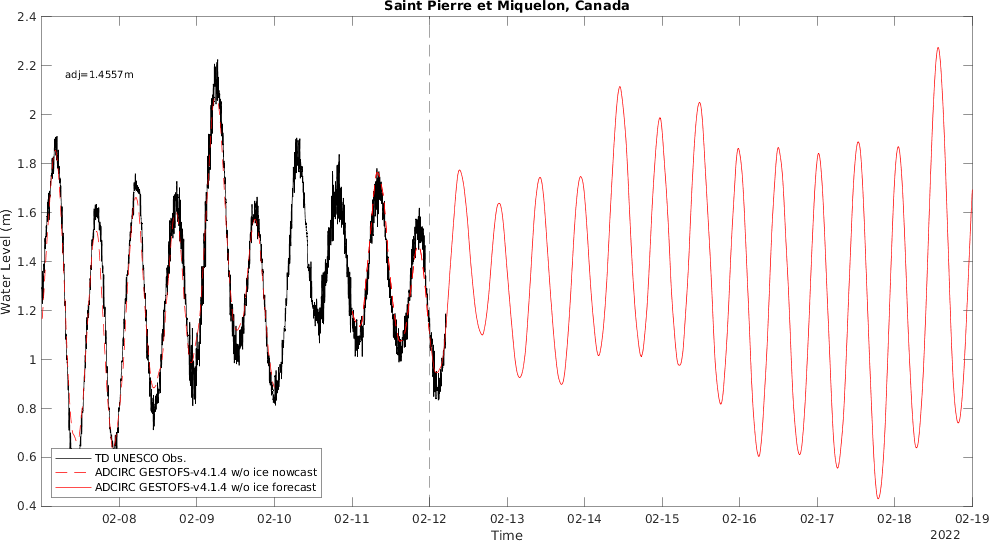 Saint Pierre et Miquelon, Canada
2.4
2.2
2
1.8
1.6
1.4
1.2
1
0.8
0.6
0.4
Water Level (m)
adj=1.4557m
TD UNESCO Obs.
ADCIRC GESTOFS-v4.1.4 w/o ice nowcast
ADCIRC GESTOFS-v4.1.4 w/o ice forecast
02-08 02-09 02-10 02-11 02-12 02-13 02-14 02-15 02-16 02-17 02-18 02-19
Time
2022